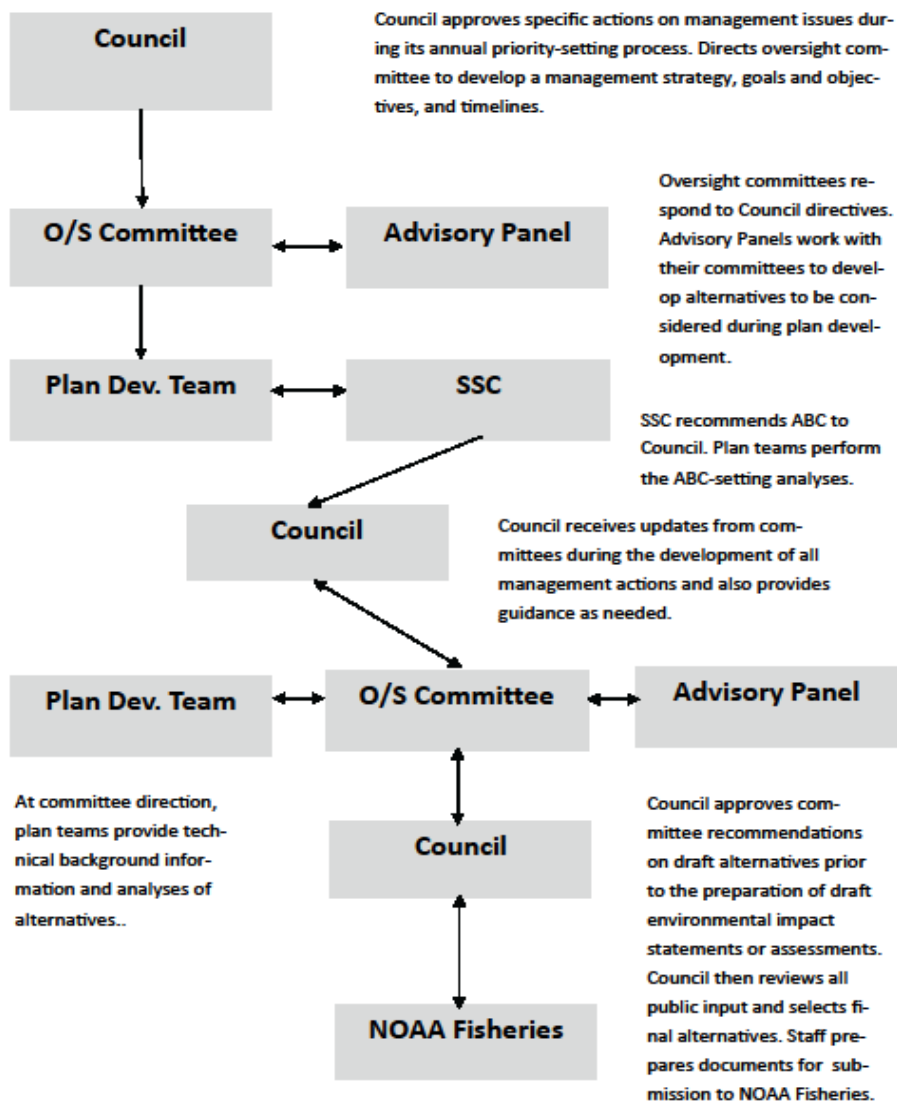 Council
Council approves specific actions on management issues dur-
ing its annual priority-setting process. Directs oversight com-
mittee to develop a management strategy, goals and objec-
tives, and timelines.
O/S Committee
Advisory Panel
Oversight committees re-
spond to Council directives.
Advisory Panels work with
their committees to devel-
op alternatives to be con-
sidered during plan devel-
opment.
Plan Dev. Team
SSC
SSC recommends ABC to
Council. Plan teams perform
the ABC-setting analyses.
Council
Council receives updates from com-
mittees during the development of all
management actions and also provides
guidance as needed.
Plan Dev. Team
O/S Committee
Advisory Panel
At committee direction,
plan teams provide tech-
nical background infor-
mation and analyses of
alternatives..
Council
Council approves com-
mittee recommendations
on draft alternatives prior
to the preparation of draft
environmental impact
statements or assessments.
Council then reviews all
public input and selects fi-
nal alternatives. Staff pre-
pares documents for sub-
mission to NOAA Fisheries.
NOAA Fisheries